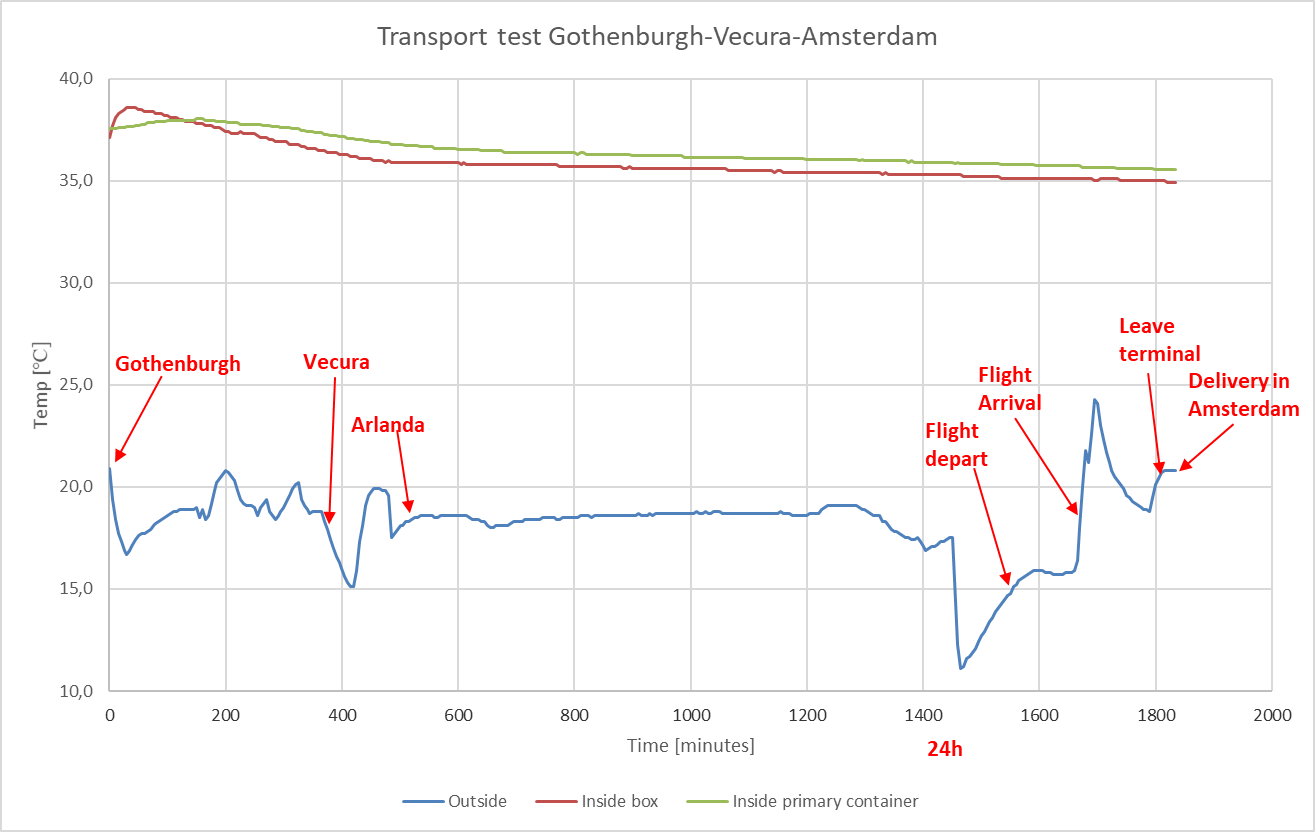 Transport test Gothenburgh-Vecura-Amsterdam
40,0
35,0
30,0
25,0
20,0
15,0
10,0
Temp [°C]
Gothenburgh
Vecura
Arlanda
Flight
depart
Flight
Arrival
Leave
terminal
Delivery in
Amsterdam
0 200 400 600 800 1000 1200 1400 1600 1800 2000
Time [minutes]
24h
Outside Inside box Inside primary container